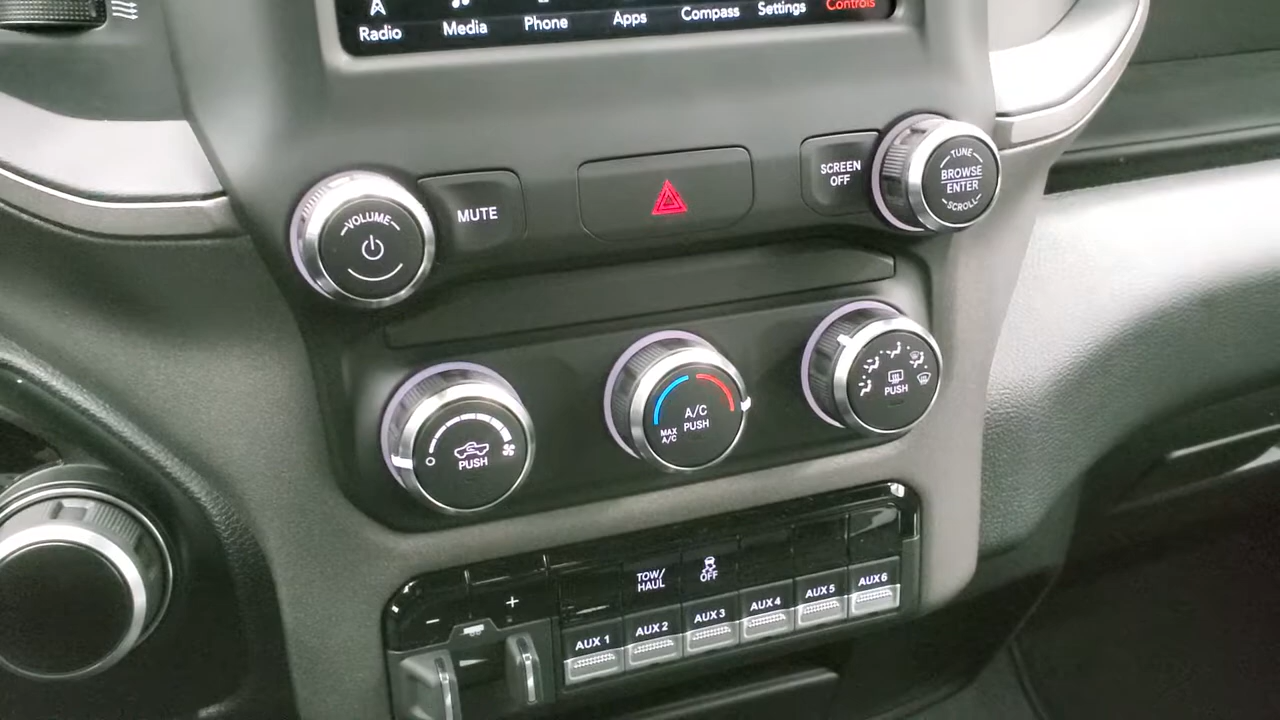 Radio
Media
Phone
Apps
Compass
Settings
Controls
VOLUME
MUTE
SCREEN
OFF
TUNE
BROWSE
ENTER
SCROLL
PUSH
A/C
PUSH
MAX
A/C
PUSH
TOW/
HAUL
OFF
- +
AUX 1
AUX 2
AUX 3
AUX 4
AUX 5
AUX 6